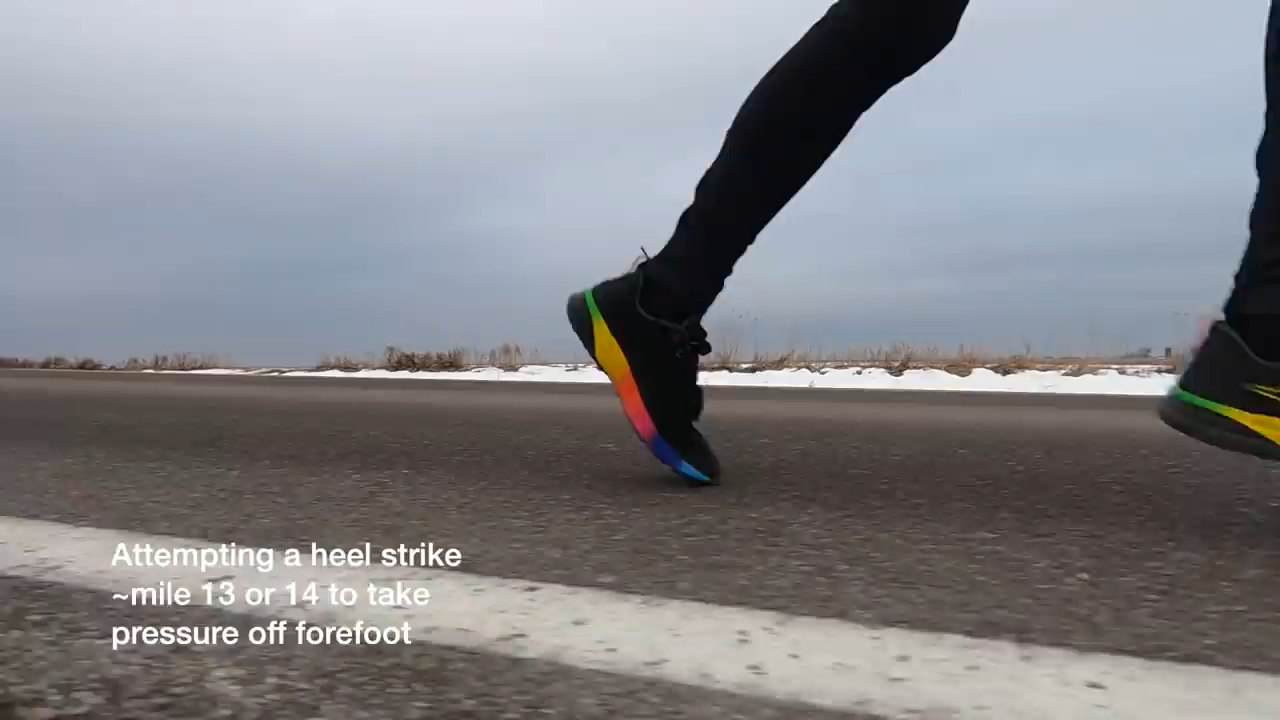 Attempting a heel strike
~mile 13 or 14 to take
pressure off forefoot